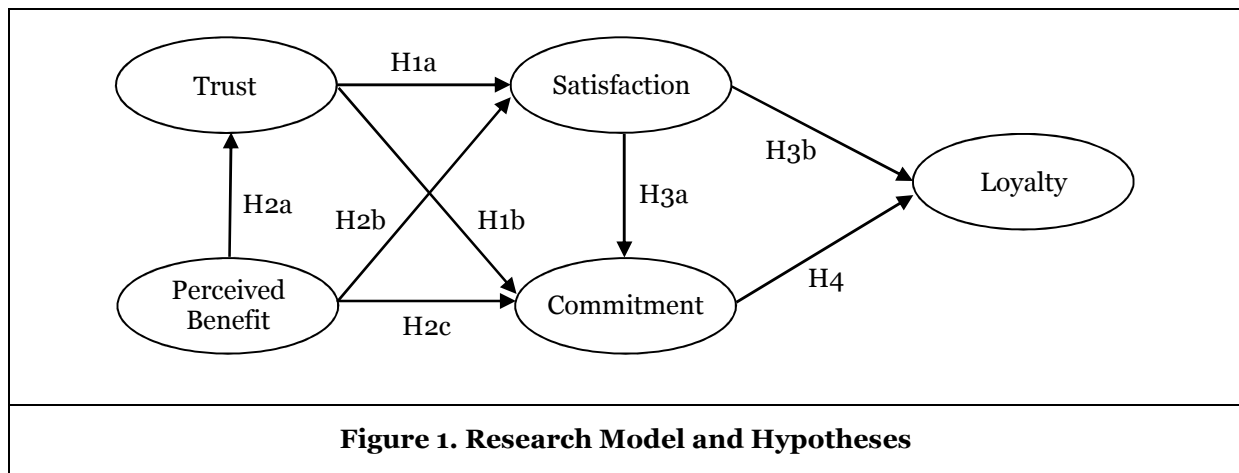 H1a
Trust
Satisfaction
H3b
Loyalty
H2a
H2b
H1b
H3a
Perceived
Benefit
Commitment
H4
H2c
Figure 1. Research Model and Hypotheses